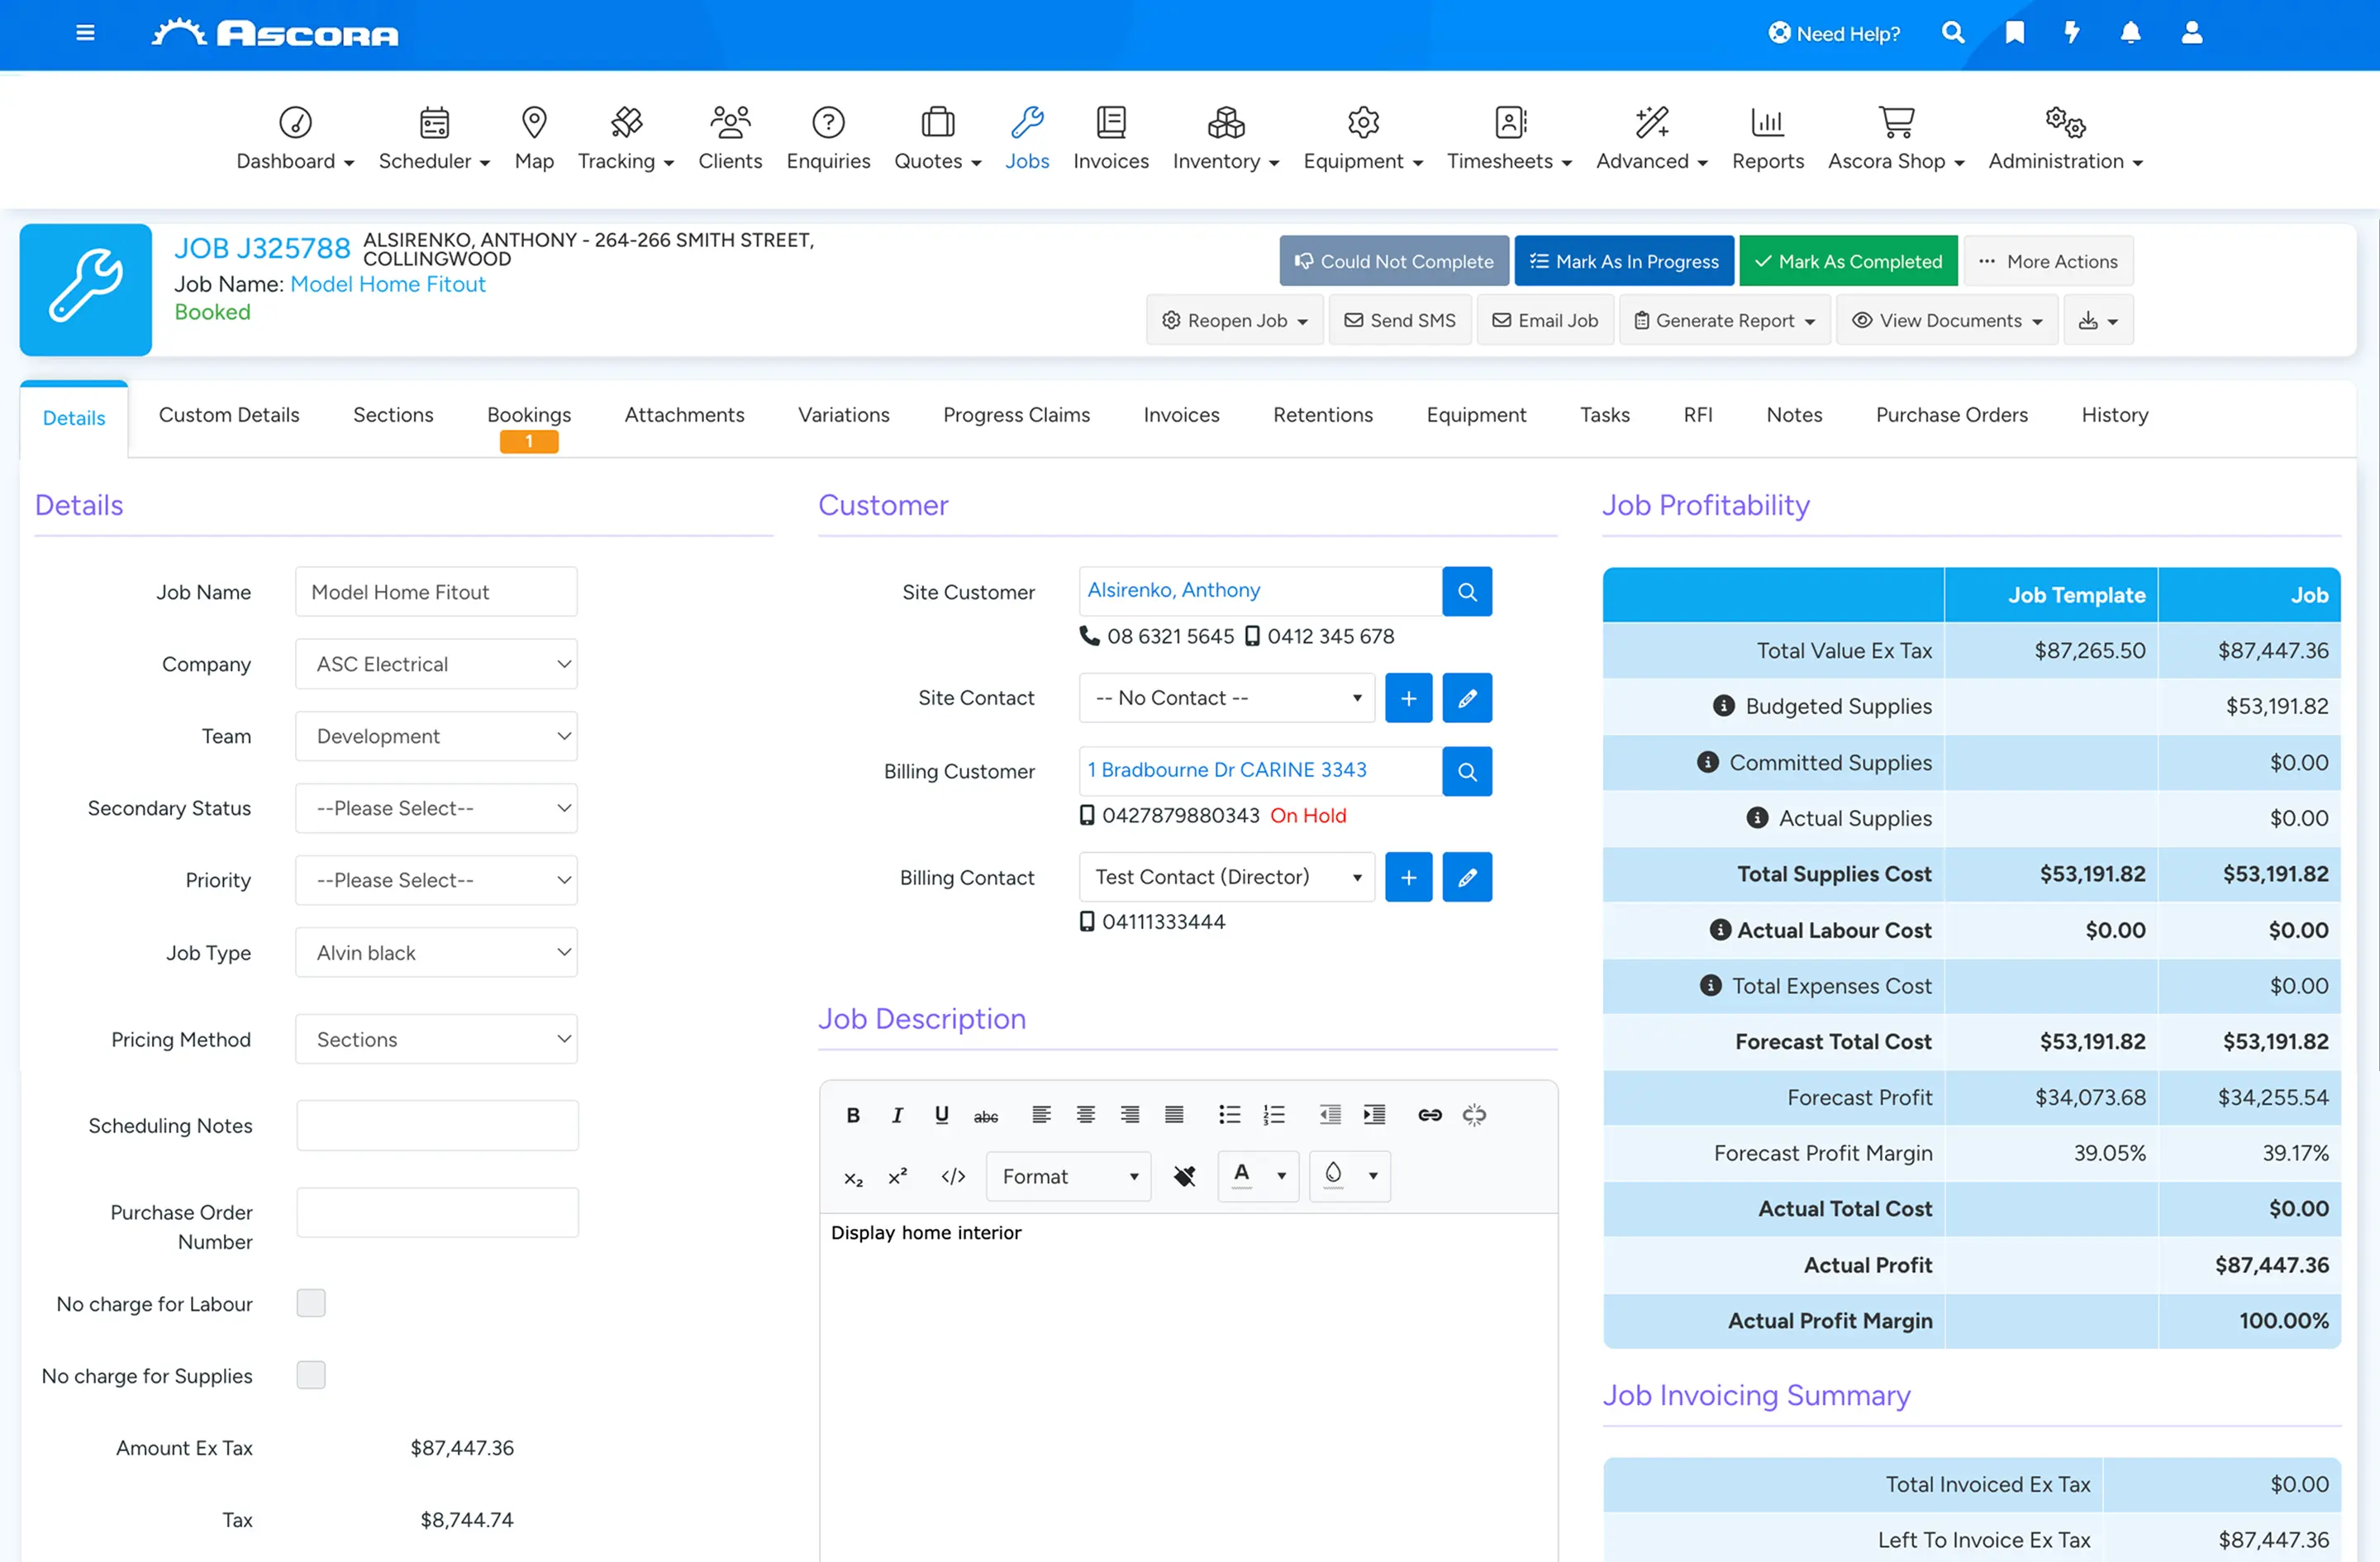 ASCORA
Need Help?
Dashboard
Scheduler
Map
Tracking
Clients
Enquiries
Quotes
Jobs
Invoices
Inventory
Equipment
Timesheets
Advanced
Reports
Ascora Shop
Administration
JOB J325788
ALSIRENKO, ANTHONY - 264-266 SMITH STREET,
COLLINGWOOD
Job Name: Model Home Fitout
Booked
Could Not Complete
Mark As In Progress
Mark As Completed
More Actions
Reopen Job
Send SMS
Email Job
Generate Report
View Documents
Details
Custom Details
Sections
Bookings
1
Attachments
Variations
Progress Claims
Invoices
Retentions
Equipment
Tasks
RFI
Notes
Purchase Orders
History
Details
Job Name Model Home Fitout
Company ASC Electrical
Team Development
Secondary Status --Please Select--
Priority --Please Select--
Job Type Alvin black
Pricing Method Sections
Scheduling Notes
Purchase Order
Number
No charge for Labour
No charge for Supplies
Amount Ex Tax $87,447.36
Tax $8,744.74
Customer
Site Customer Alsirenko, Anthony
08 6321 5645 0412 345 678
Site Contact -- No Contact --
Billing Customer 1 Bradbourne Dr CARINE 3343
0427879880343 On Hold
Billing Contact Test Contact (Director)
04111333444
Job Description
B I U abc
x₂ x² </> Format A
Display home interior
Job Profitability
Job Template Job
Total Value Ex Tax $87,265.50 $87,447.36
Budgeted Supplies $53,191.82
Committed Supplies $0.00
Actual Supplies $0.00
Total Supplies Cost $53,191.82 $53,191.82
Actual Labour Cost $0.00 $0.00
Total Expenses Cost $0.00
Forecast Total Cost $53,191.82 $53,191.82
Forecast Profit $34,073.68 $34,255.54
Forecast Profit Margin 39.05% 39.17%
Actual Total Cost $0.00
Actual Profit $87,447.36
Actual Profit Margin 100.00%
Job Invoicing Summary
Total Invoiced Ex Tax $0.00
Left To Invoice Ex Tax $87,447.36